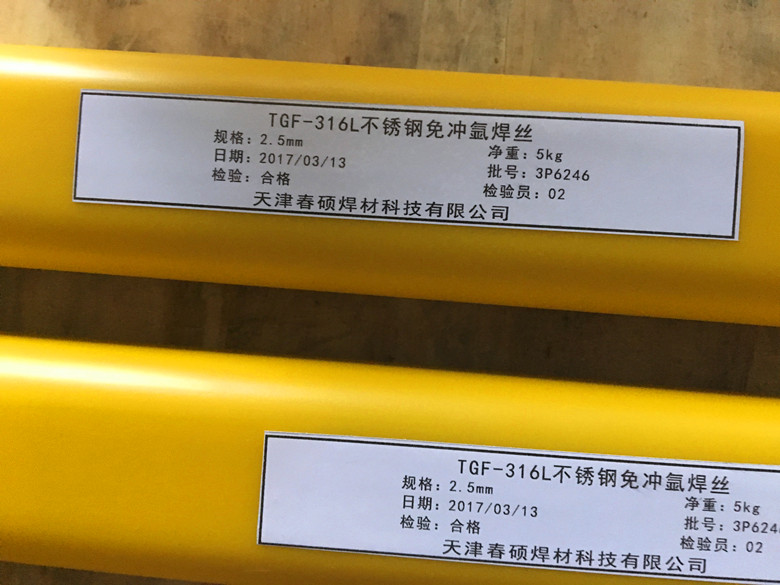 TGF-316L不锈钢免冲氩焊丝
规格:2.5mm 净重:5kg
日期:2017/03/13 批号:3P6246
检验:合格 检验员:02
天津春硕焊材科技有限公司
TGF-316L不锈钢免冲氩焊丝
规格:2.5mm 净重:5kg
日期:2017/03/13 批号:3P624
检验:合格 检验员:02
天津春硕焊材科技有限公司